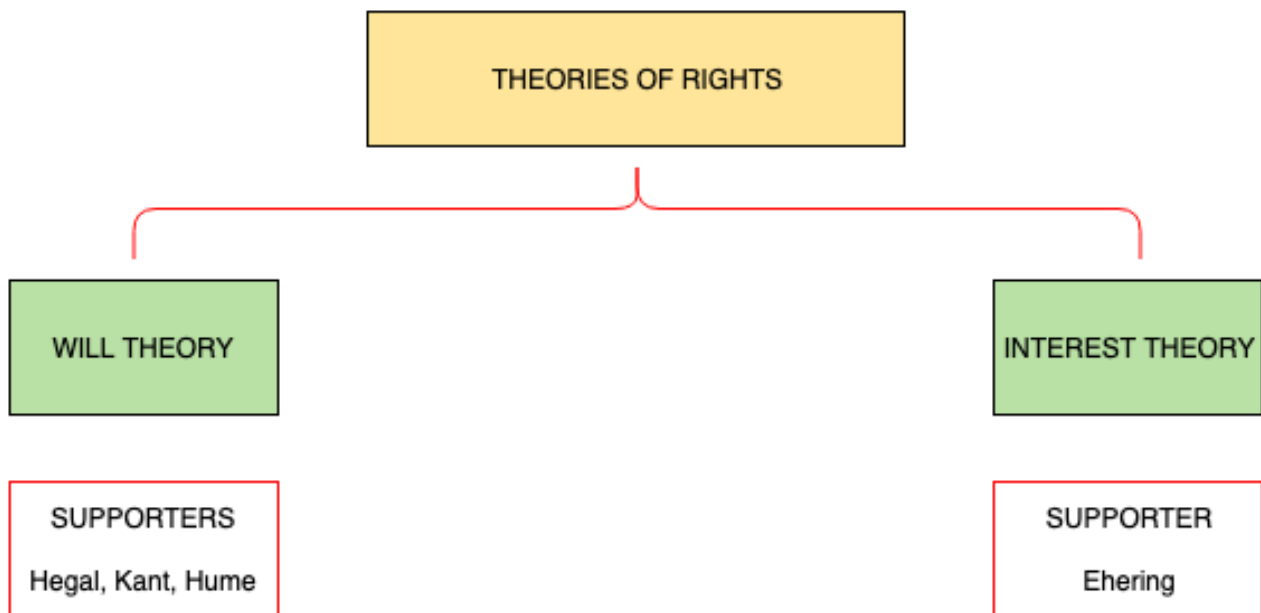 THEORIES OF RIGHTS
WILL THEORY
INTEREST THEORY
SUPPORTERS
Hegal, Kant, Hume
SUPPORTER
Ehering